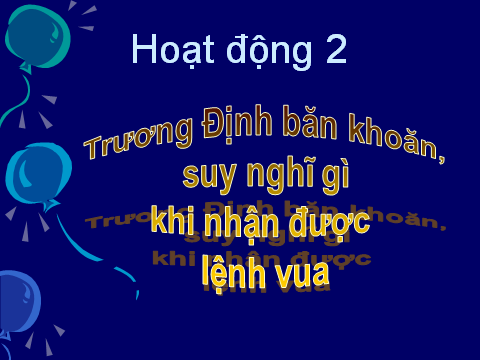 Hoạt động 2
Trương Định băn khoăn,
suy nghĩ gì
khi nhận được
lệnh vua